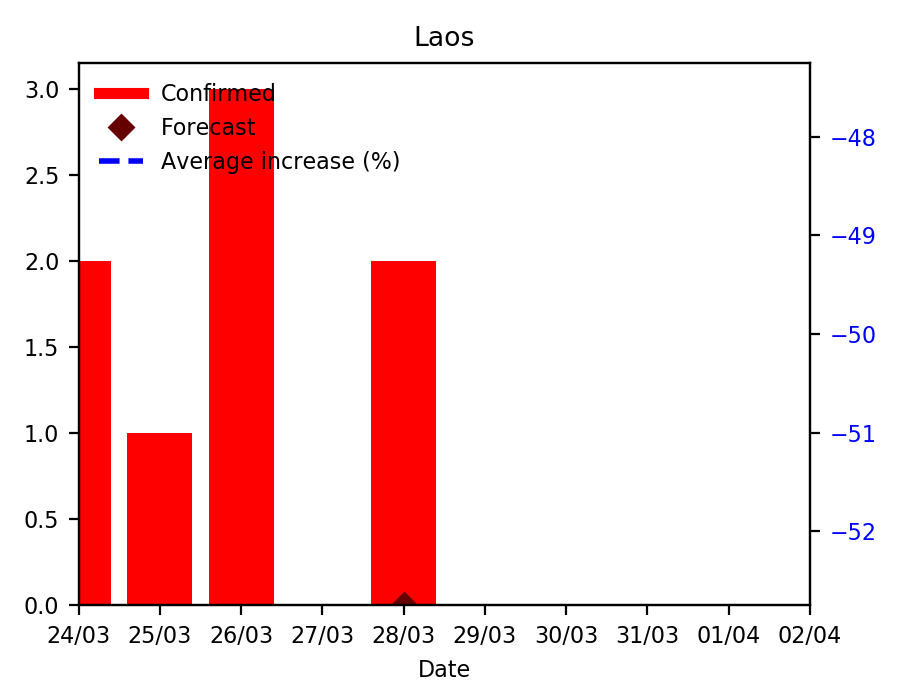 Laos
Confirmed
Forecast
Average increase (%)
3.0
2.5
2.0
1.5
1.0
0.5
0.0
−48
−49
−50
−51
−52
24/03 25/03 26/03 27/03 28/03 29/03 30/03 31/03 01/04 02/04
Date